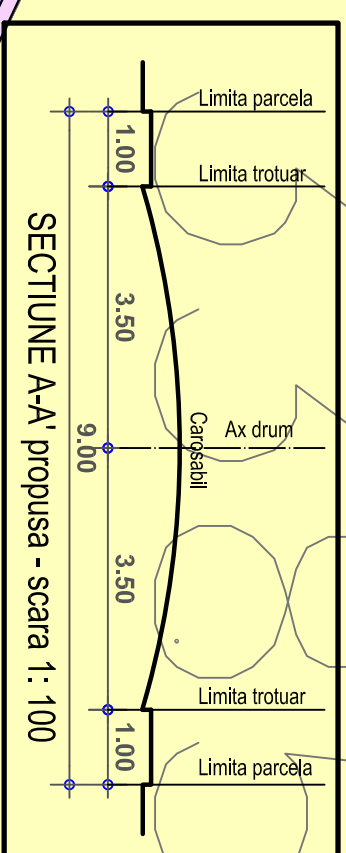 Limita parcela
1.00
Limita trotuar
3.50
Carosabil
Ax drum
9.00
3.50
Limita trotuar
1.00
Limita parcela
SECTIUNE A-A' propusa - scara 1: 100